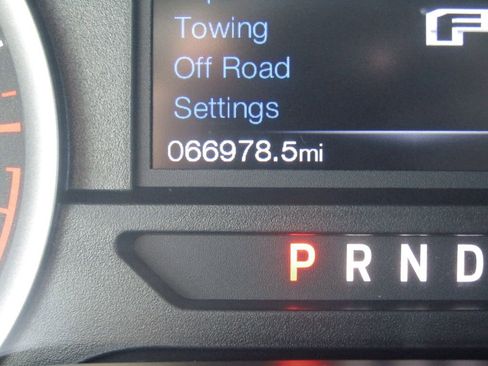 Towing
Off Road
Settings
066978.5mi
P R N D